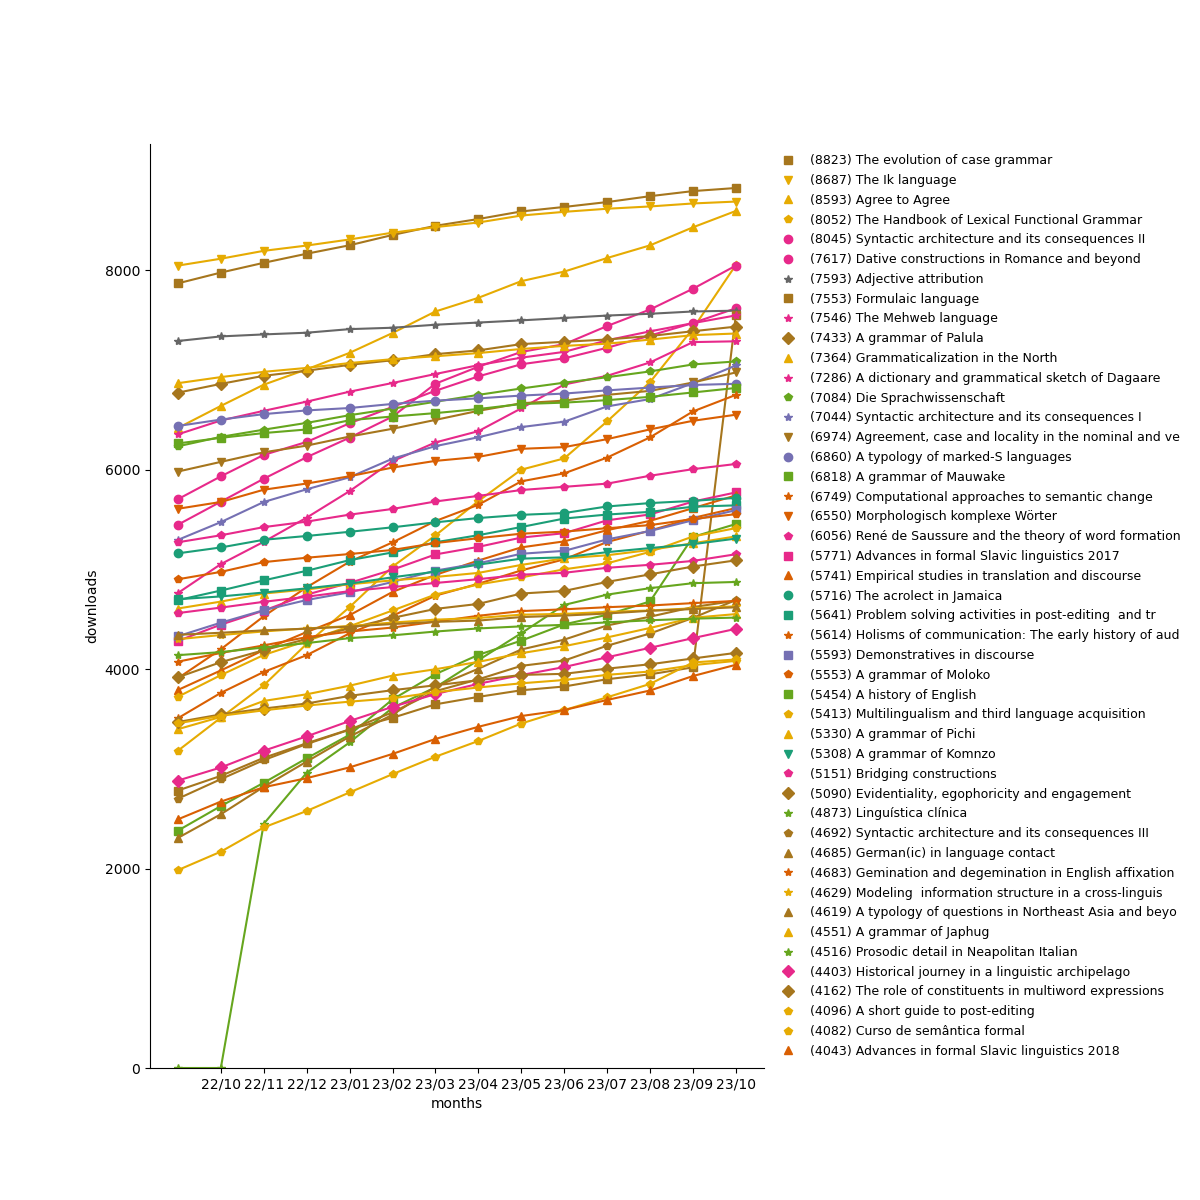 (8823) The evolution of case grammar
(8687) The Ik language
(8593) Agree to Agree
(8052) The Handbook of Lexical Functional Grammar
(8045) Syntactic architecture and its consequences II
(7617) Dative constructions in Romance and beyond
(7593) Adjective attribution
(7553) Formulaic language
(7546) The Mehweb language
(7433) A grammar of Palula
(7364) Grammaticalization in the North
(7286) A dictionary and grammatical sketch of Dagaare
(7084) Die Sprachwissenschaft
(7044) Syntactic architecture and its consequences I
(6974) Agreement, case and locality in the nominal and ve
(6860) A typology of marked-S languages
(6818) A grammar of Mauwake
(6749) Computational approaches to semantic change
(6550) Morphologisch komplexe Wörter
(6056) René de Saussure and the theory of word formation
(5771) Advances in formal Slavic linguistics 2017
(5741) Empirical studies in translation and discourse
(5716) The acrolect in Jamaica
(5641) Problem solving activities in post-editing  and tr
(5614) Holisms of communication: The early history of aud
(5593) Demonstratives in discourse
(5553) A grammar of Moloko
(5454) A history of English
(5413) Multilingualism and third language acquisition
(5330) A grammar of Pichi
(5308) A grammar of Komnzo
(5151) Bridging constructions
(5090) Evidentiality, egophoricity and engagement
(4873) Linguística clínica
(4692) Syntactic architecture and its consequences III
(4685) German(ic) in language contact
(4683) Gemination and degemination in English affixation
(4629) Modeling  information structure in a cross-linguis
(4619) A typology of questions in Northeast Asia and beyo
(4551) A grammar of Japhug
(4516) Prosodic detail in Neapolitan Italian
(4403) Historical journey in a linguistic archipelago
(4162) The role of constituents in multiword expressions
(4096) A short guide to post-editing
(4082) Curso de semântica formal
(4043) Advances in formal Slavic linguistics 2018
8000
6000
4000
2000
0
downloads
22/10 22/11 22/12 23/01 23/02 23/03 23/04 23/05 23/06 23/07 23/08 23/09 23/10
months